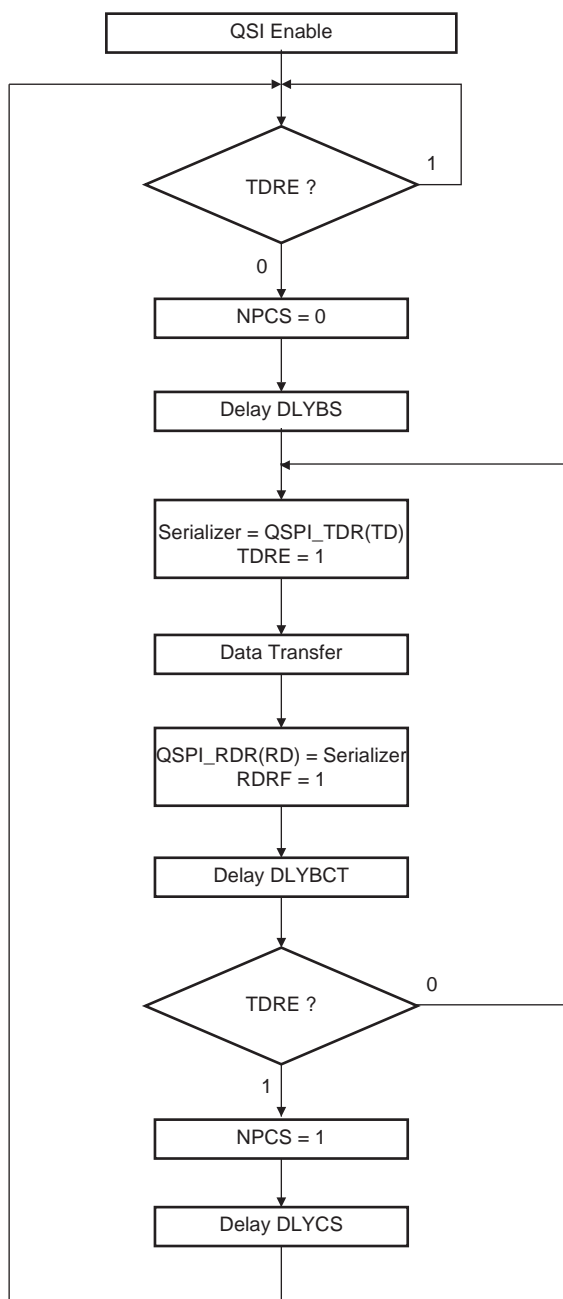 QSI Enable
TDRE ?
1
0
NPCS = 0
Delay DLYBS
Serializer = QSPI_TDR(TD)
TDRE = 1
Data Transfer
QSPI_RDR(RD) = Serializer
RDRF = 1
Delay DLYBCT
TDRE ?
0
1
NPCS = 1
Delay DLYCS